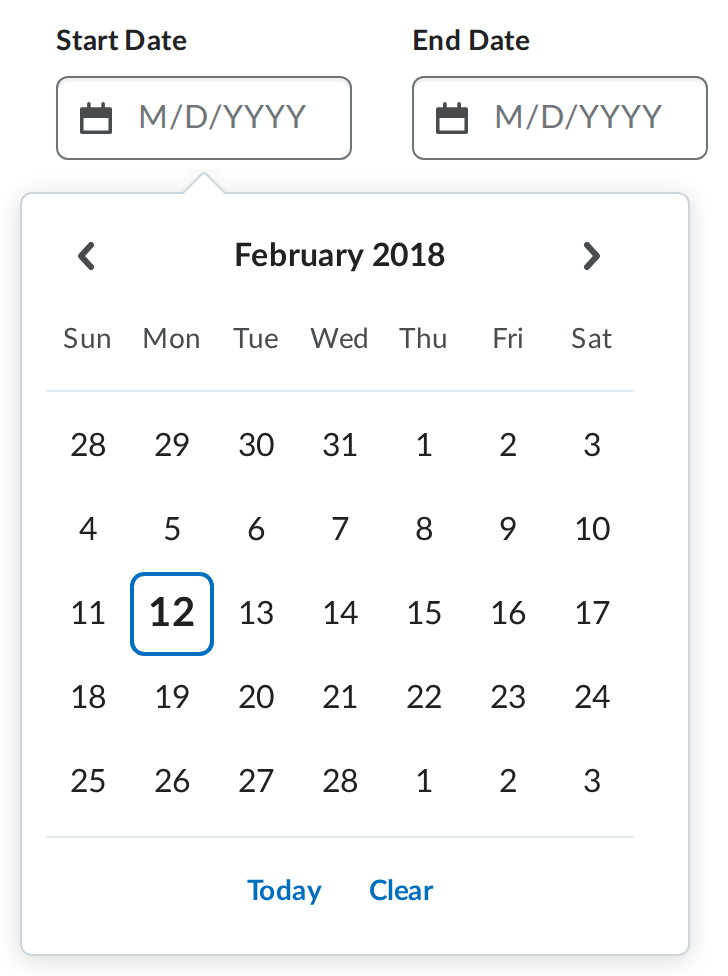 Start Date End Date
M/D/YYYY M/D/YYYY
February 2018
Sun Mon Tue Wed Thu Fri Sat
28 29 30 31 1 2 3
4 5 6 7 8 9 10
11 12 13 14 15 16 17
18 19 20 21 22 23 24
25 26 27 28 1 2 3
Today Clear